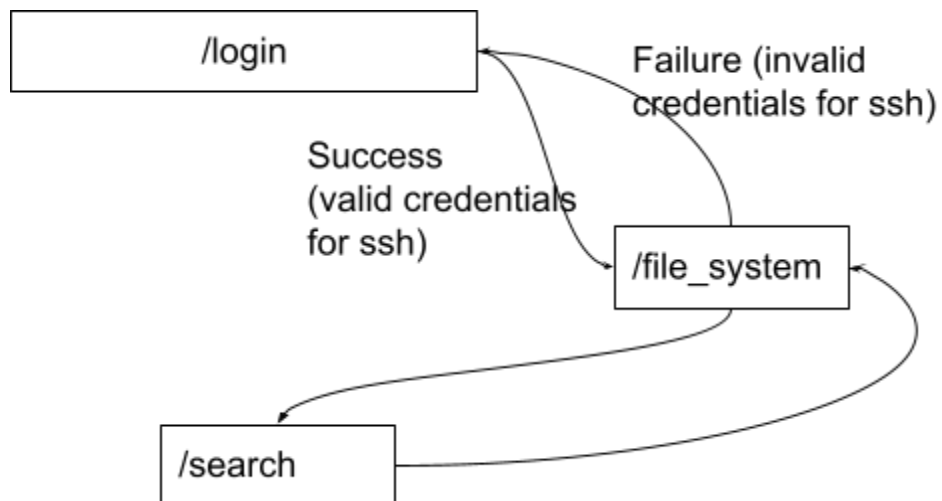 /login
Failure (invalid
credentials for ssh)
Success
(valid credentials
for ssh)
/file_system
/search